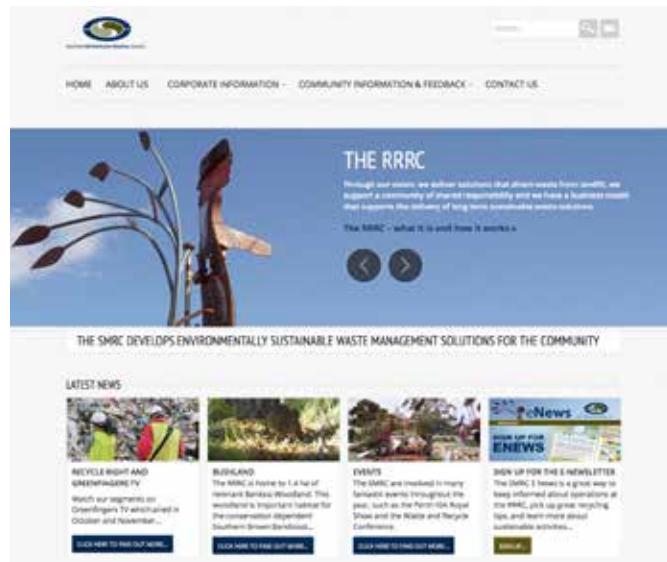 HOME ABOUT US CORPORATE INFORMATION COMMUNITY INFORMATION & FEEDBACK CONTACT US
THE RRRC
Through our vision, we deliver solutions that divert waste from landfill, we
support a community of shared responsibility and we have a business model
that supports the delivery of long term sustainable waste solutions
The RRRC - what it is and how it works »
THE SMRC DEVELOPS ENVIRONMENTALLY SUSTAINABLE WASTE MANAGEMENT SOLUTIONS FOR THE COMMUNITY
LATEST NEWS
RECYCLE RIGHT AND
GREENFINGERS TV
Watch our segments on
Greenfingers TV which aired in
October and November...
CLICK HERE TO FIND OUT MORE...
BUSHLAND
The RRRC is home to 1.4 ha of
remnant Banksia Woodland. This
woodland is important habitat for
the conservation dependent
Southern Brown Bandicoot...
CLICK HERE TO FIND OUT MORE...
EVENTS
The SMRC are involved in many
fantastic events throughout the
year, such as the Perth IGA Royal
Show and the Waste and Recycle
Conference.
CLICK HERE TO FIND OUT MORE...
eNews
SIGN UP FOR
ENEWS
SIGN UP FOR THE E-NEWSLETTER
The SMRC E News is a great way to
keep informed about operations at
the RRRC, pick up great recycling
tips, and learn more about
sustainable activities...
SIGN UP...